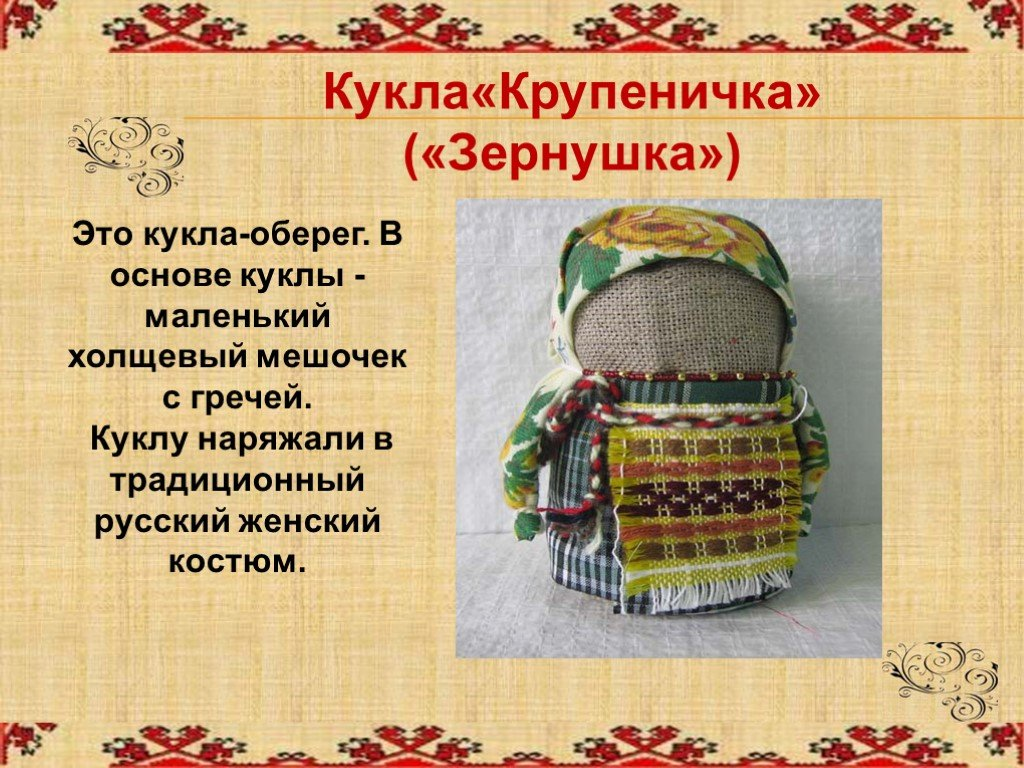 Кукла«Крупеничка»
(«Зернушка»)
Это кукла-оберег. В
основе куклы -
маленький
холщевый мешочек
с гречей.
Куклу наряжали в
традиционный
русский женский
костюм.